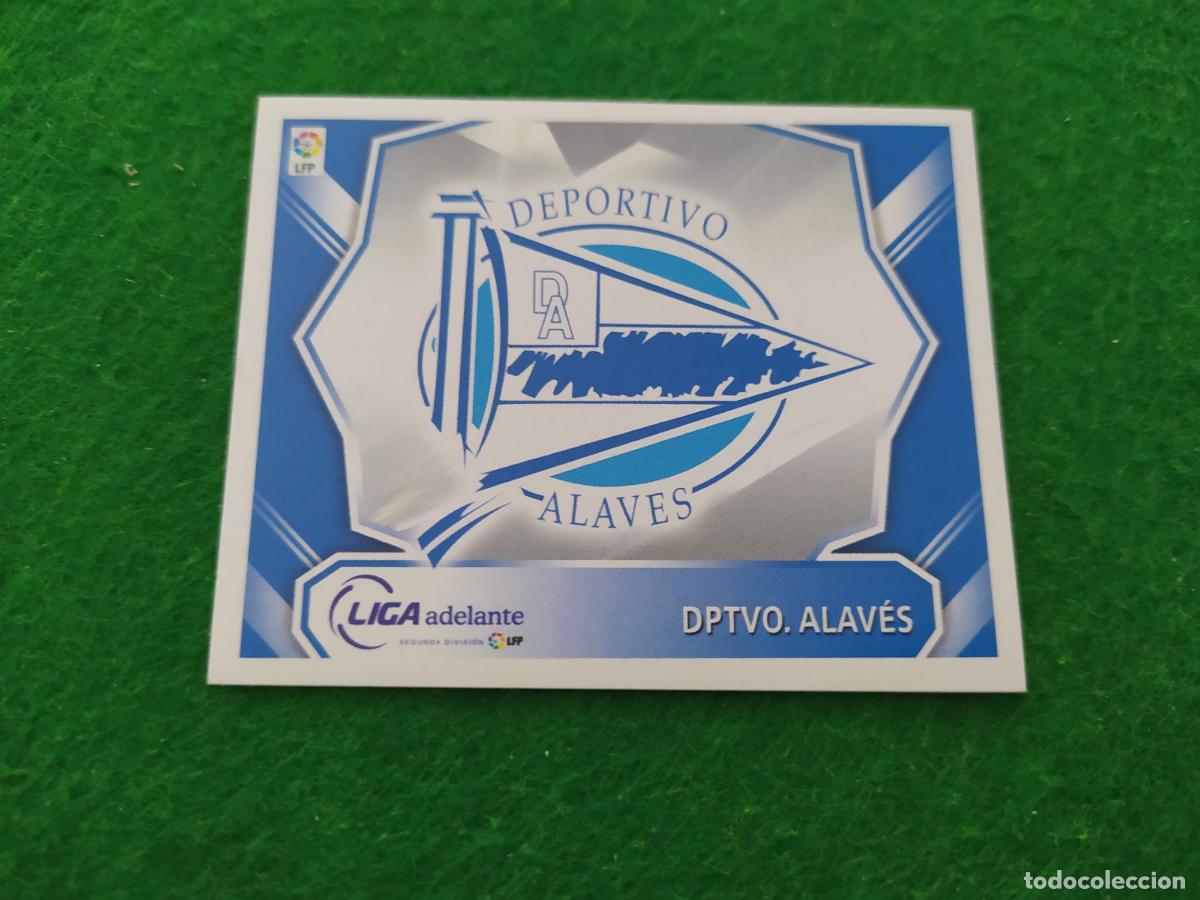 LFP
DEPORTIVO
DA
ALAVES
LIGA adelante
SEGUNDA DIVISIÓN LFP
DPTVO. ALAVÉS
todocoleccion